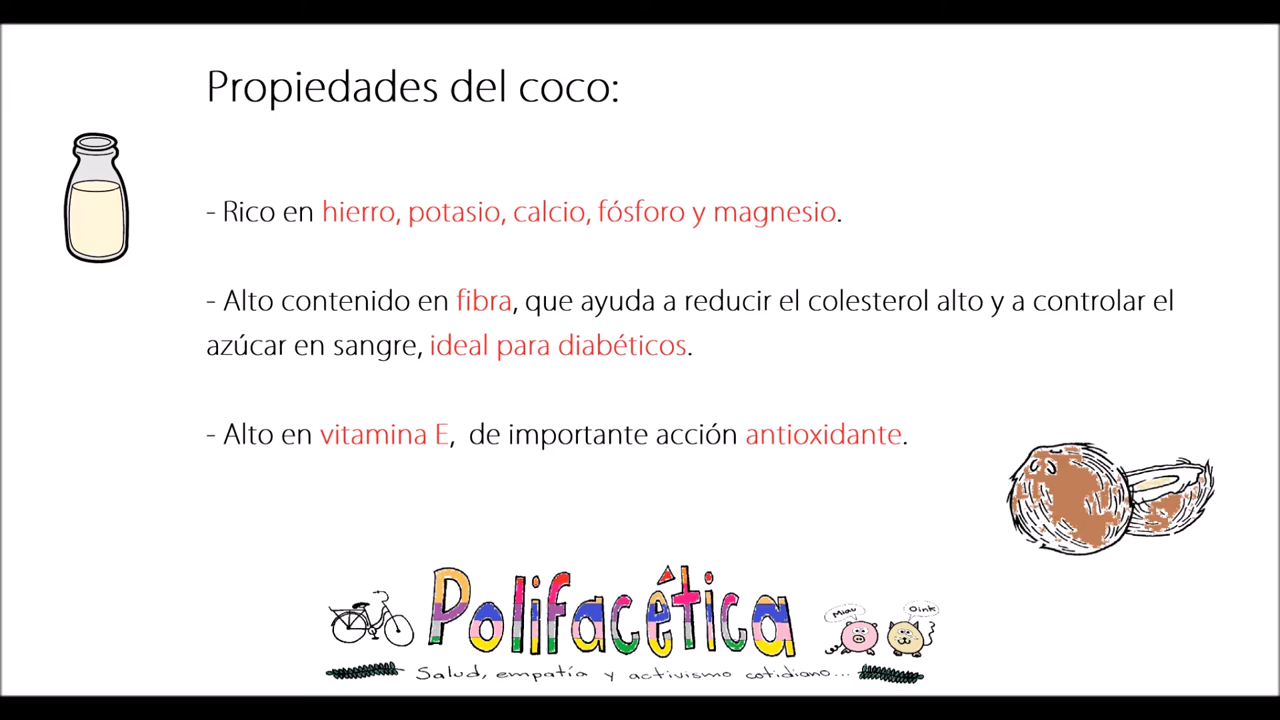 Propiedades del coco:
- Rico en hierro, potasio, calcio, fósforo y magnesio.
- Alto contenido en fibra, que ayuda a reducir el colesterol alto y a controlar el
azúcar en sangre, ideal para diabéticos.
- Alto en vitamina E,  de importante acción antioxidante.
Polifacética
Miau
Oink
Salud, empatía y activismo cotidiano...